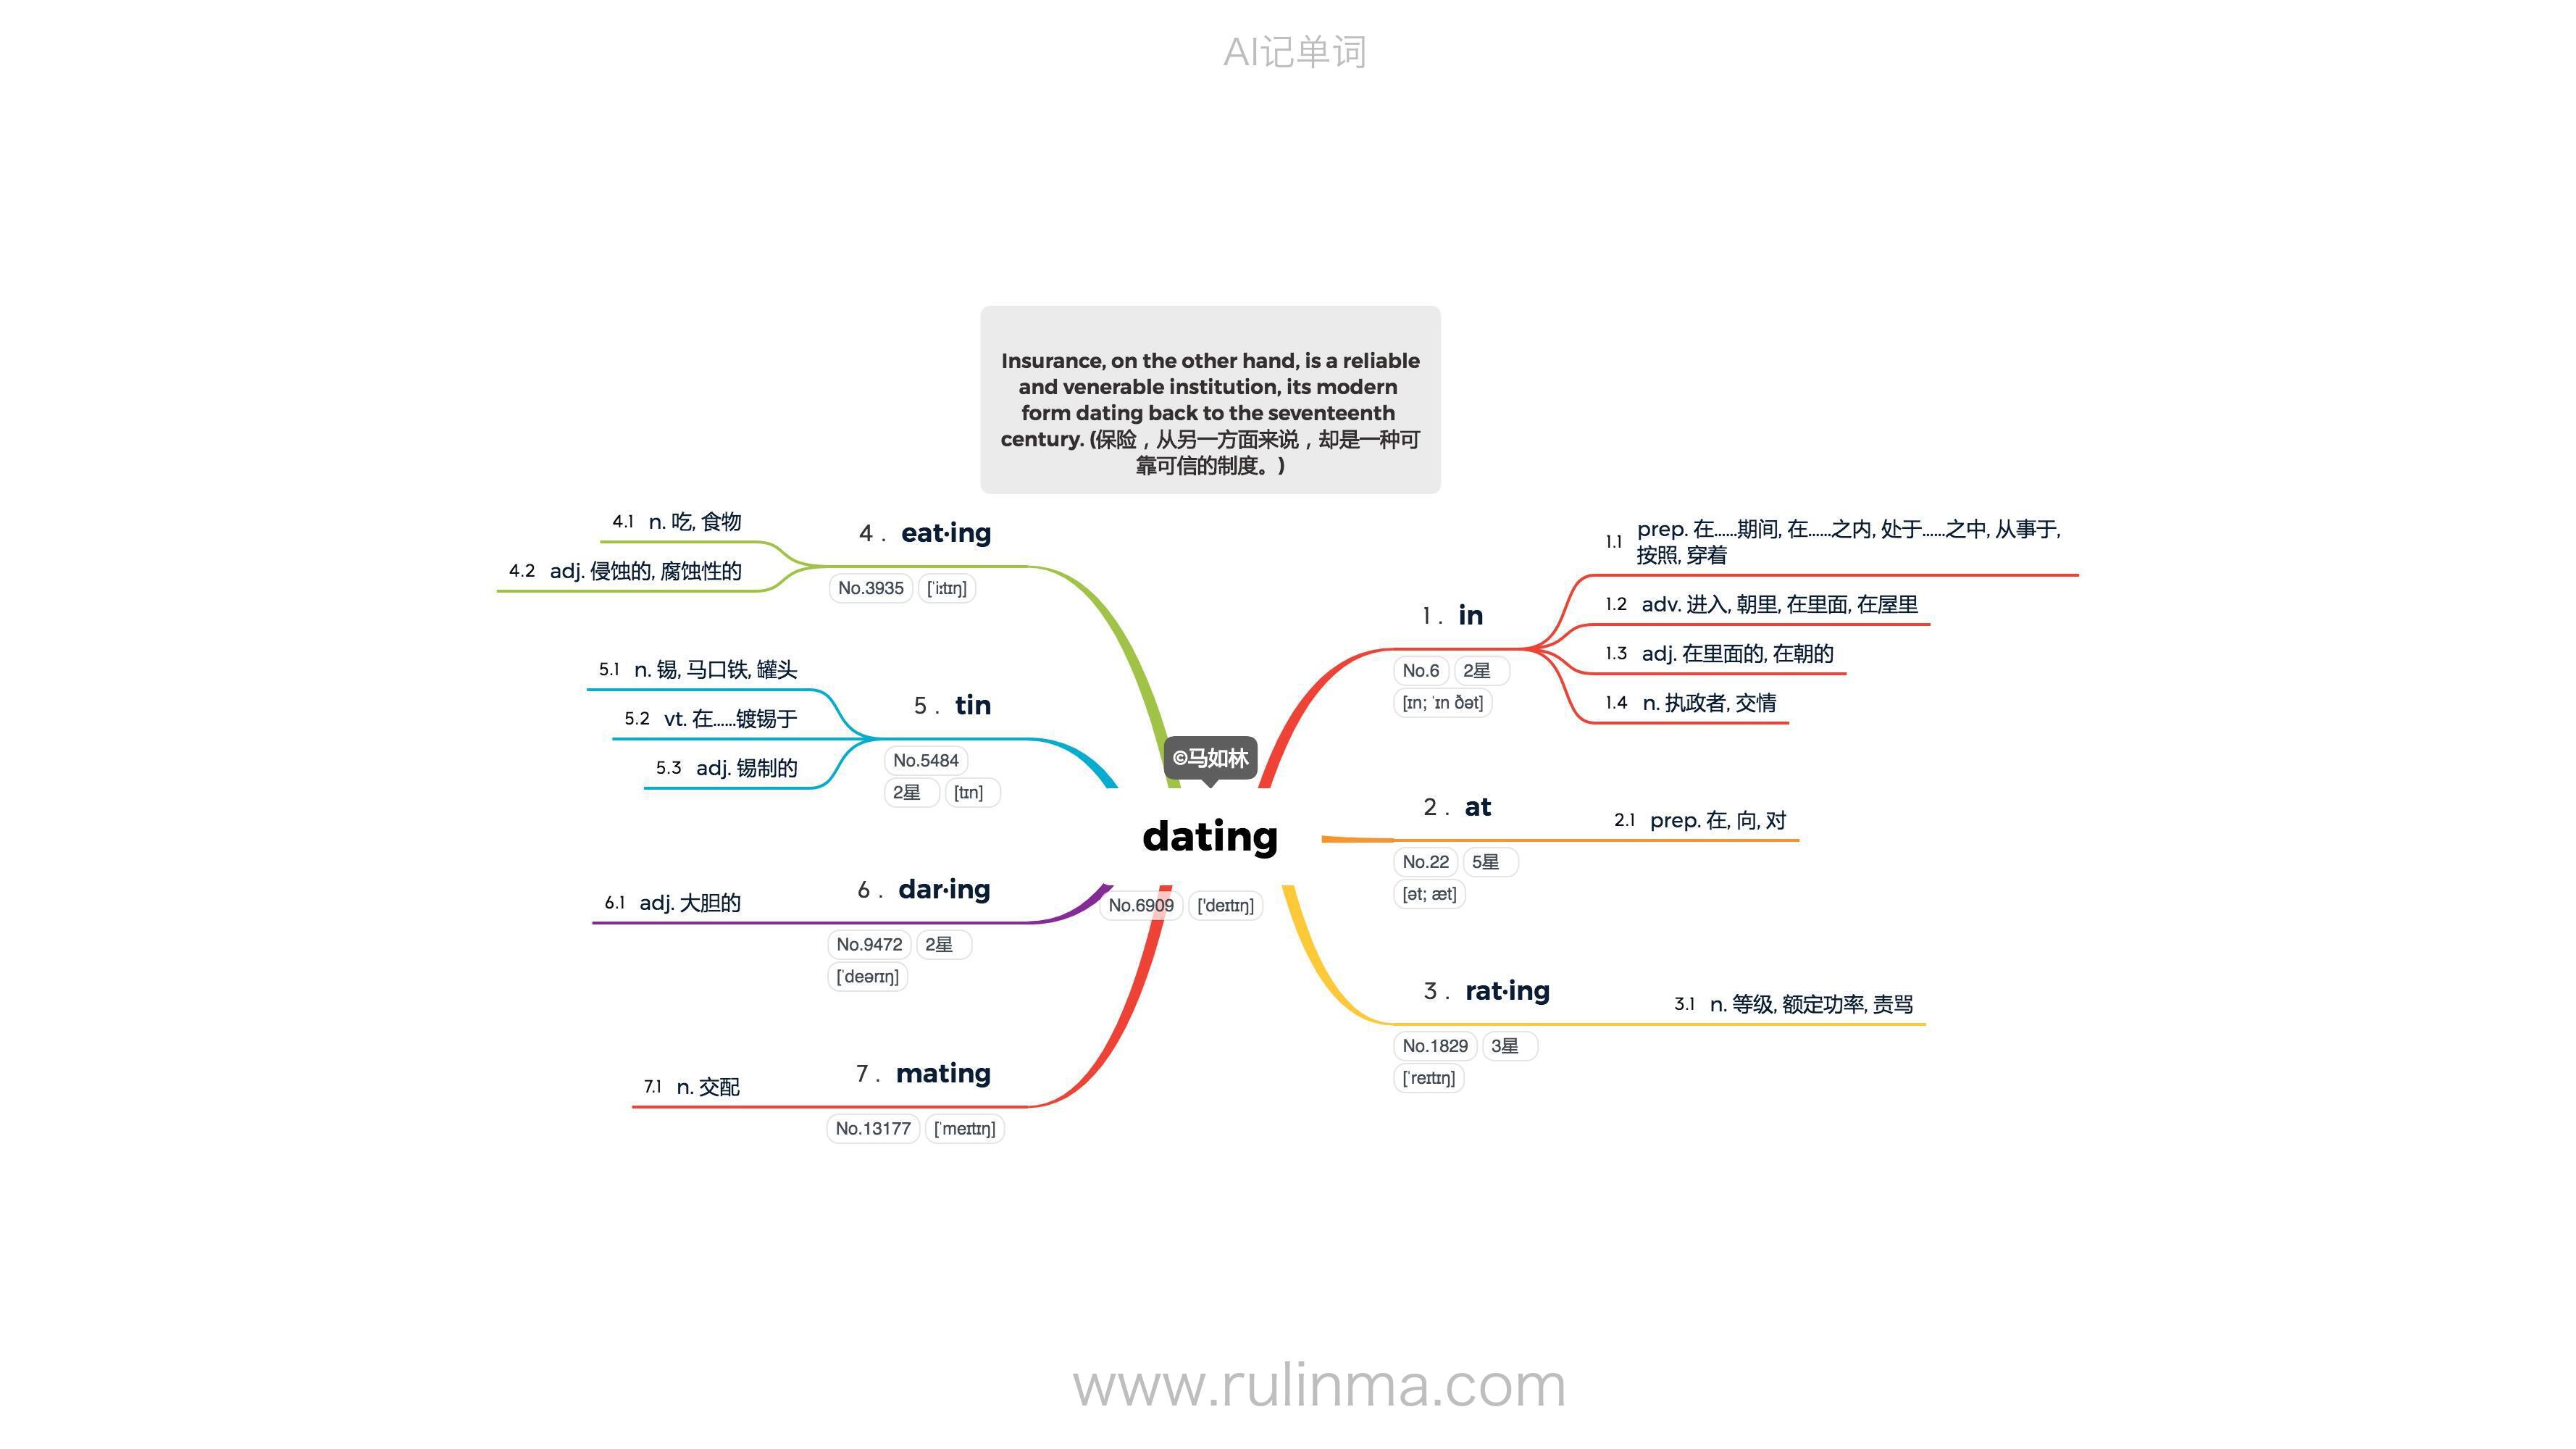 AI记单词
Insurance, on the other hand, is a reliable
and venerable institution, its modern
form dating back to the seventeenth
century. (保险，从另一方面来说，却是一种可
靠可信的制度。)
©马如林
dating
No.6909 ['deɪtɪŋ]
1. in
No.6 2星
[ɪn; ˈɪn ðət]
1.1 prep. 在……期间, 在……之内, 处于……之中, 从事于,
按照, 穿着
1.2 adv. 进入, 朝里, 在里面, 在屋里
1.3 adj. 在里面的, 在朝的
1.4 n. 执政者, 交情
2. at
No.22 5星
[ət; æt]
2.1 prep. 在, 向, 对
3. rat·ing
No.1829 3星
[ˈreɪtɪŋ]
3.1 n. 等级, 额定功率, 责骂
4. eat·ing
No.3935 [ˈiːtɪŋ]
4.1 n. 吃, 食物
4.2 adj. 侵蚀的, 腐蚀性的
5. tin
No.5484
2星 [tɪn]
5.1 n. 锡, 马口铁, 罐头
5.2 vt. 在……镀锡于
5.3 adj. 锡制的
6. dar·ing
No.9472 2星
[ˈdeərɪŋ]
6.1 adj. 大胆的
7. mating
No.13177 [ˈmeɪtɪŋ]
7.1 n. 交配
www.rulinma.com